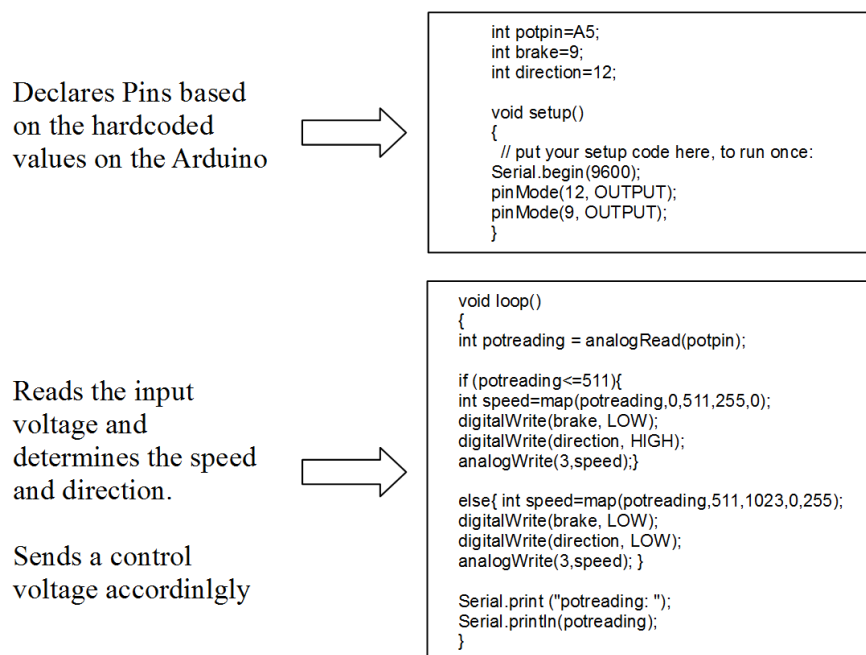 Declares Pins based
on the hardcoded
values on the Arduino
int potpin=A5;
int brake=9;
int direction=12;
void setup()
{
// put your setup code here, to run once:
Serial.begin(9600);
pinMode(12, OUTPUT);
pinMode(9, OUTPUT);
}
Reads the input
voltage and
determines the speed
and direction.
Sends a control
voltage accordinlgly
void loop()
{
int potreading = analogRead(potpin);
if (potreading<=511){
int speed=map(potreading,0,511,255,0);
digitalWrite(brake, LOW);
digitalWrite(direction, HIGH);
analogWrite(3,speed);}
else{ int speed=map(potreading,511,1023,0,255);
digitalWrite(brake, LOW);
digitalWrite(direction, LOW);
analogWrite(3,speed); }
Serial.print ("potreading: ");
Serial.println(potreading);
}